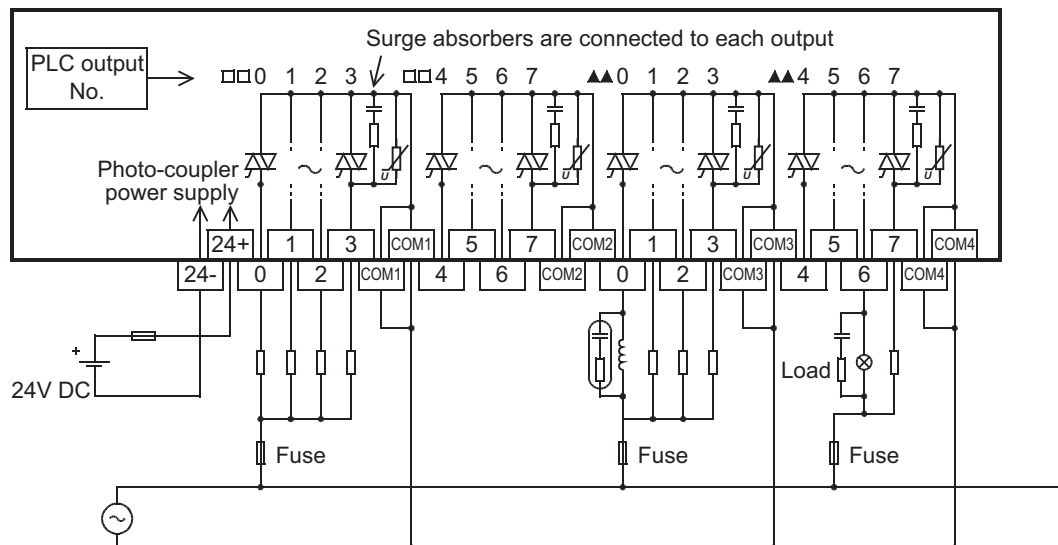 Surge absorbers are connected to each output
PLC output
No.
□□0 1 2 3 □□4 5 6 7 ▲▲0 1 2 3 ▲▲4 5 6 7
Photo-coupler
power supply
υ υ υ υ
24+ 1 3 COM1 5 7 COM2 1 3 COM3 5 7 COM4
24- 0 2 COM1 4 6 COM2 0 2 COM3 4 6 COM4
+
24V DC
Load
Fuse Fuse Fuse